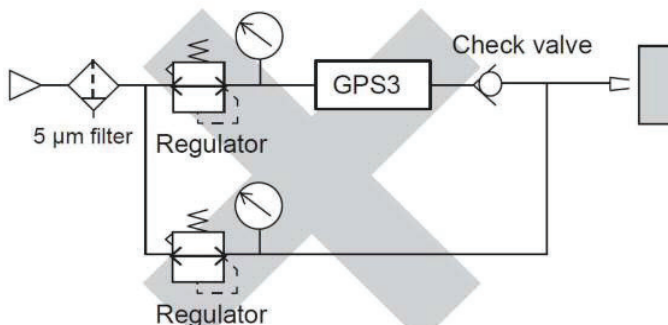 Check valve
GPS3
5 μm filter
Regulator
Regulator